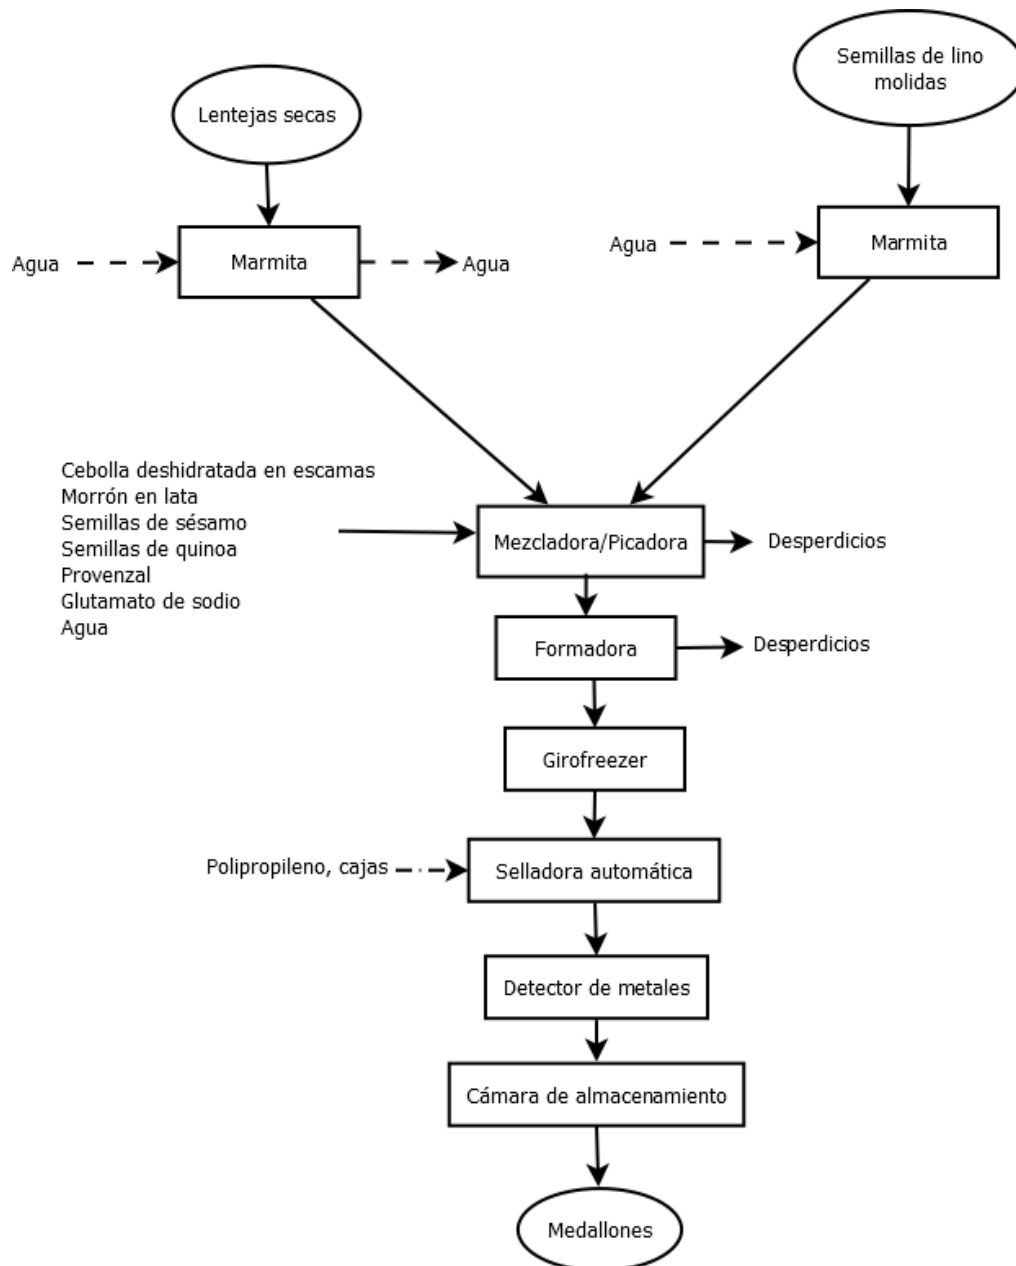 Semillas de lino
molidas
Lentejas secas
Agua
Marmita
Agua
Agua
Marmita
Cebolla deshidratada en escamas
Morrón en lata
Semillas de sésamo
Semillas de quinoa
Provenzal
Glutamato de sodio
Agua
Mezcladora/Picadora
Desperdicios
Formadora
Desperdicios
Girofreezer
Polipropileno, cajas
Selladora automática
Detector de metales
Cámara de almacenamiento
Medallones